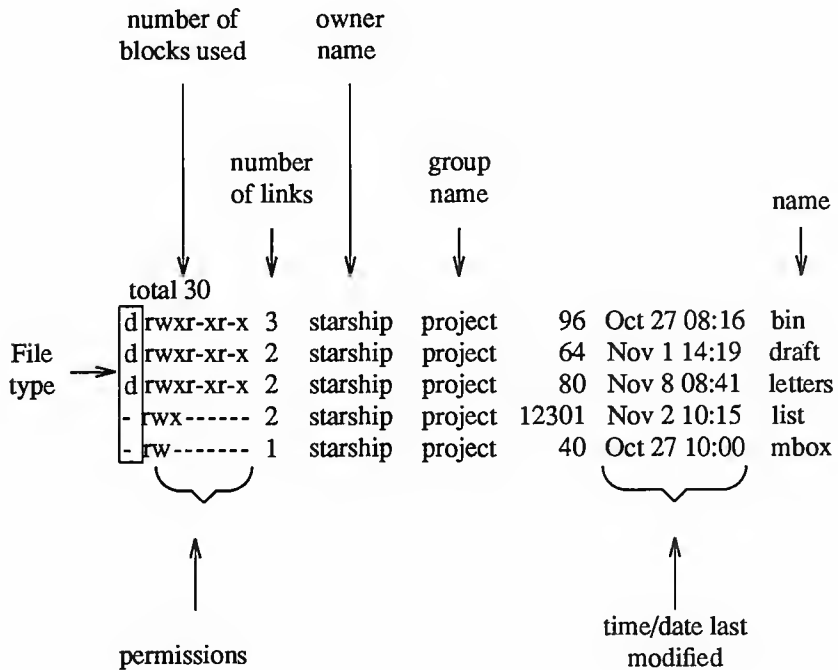 number of
blocks used
owner
name
number
of links
group
name
name
total 30
d rwxr-xr-x 3 starship project 96 Oct 27 08:16 bin
d rwxr-xr-x 2 starship project 64 Nov 1 14:19 draft
d rwxr-xr-x 2 starship project 80 Nov 8 08:41 letters
- rwx------ 2 starship project 12301 Nov 2 10:15 list
- rw------- 1 starship project 40 Oct 27 10:00 mbox
File
type
permissions
time/date last
modified